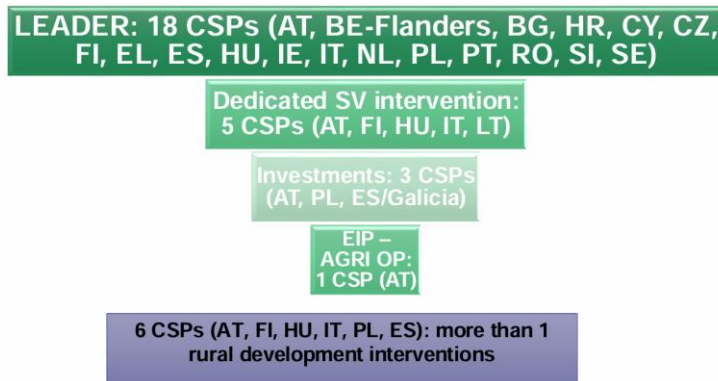 LEADER: 18 CSPs (AT, BE-Flanders, BG, HR, CY, CZ,
FI, EL, ES, HU, IE, IT, NL, PL, PT, RO, SI, SE)
Dedicated SV intervention:
5 CSPs (AT, FI, HU, IT, LT)
Investments: 3 CSPs
(AT, PL, ES/Galicia)
EIP –
AGRI OP:
1 CSP (AT)
6 CSPs (AT, FI, HU, IT, PL, ES): more than 1
rural development interventions